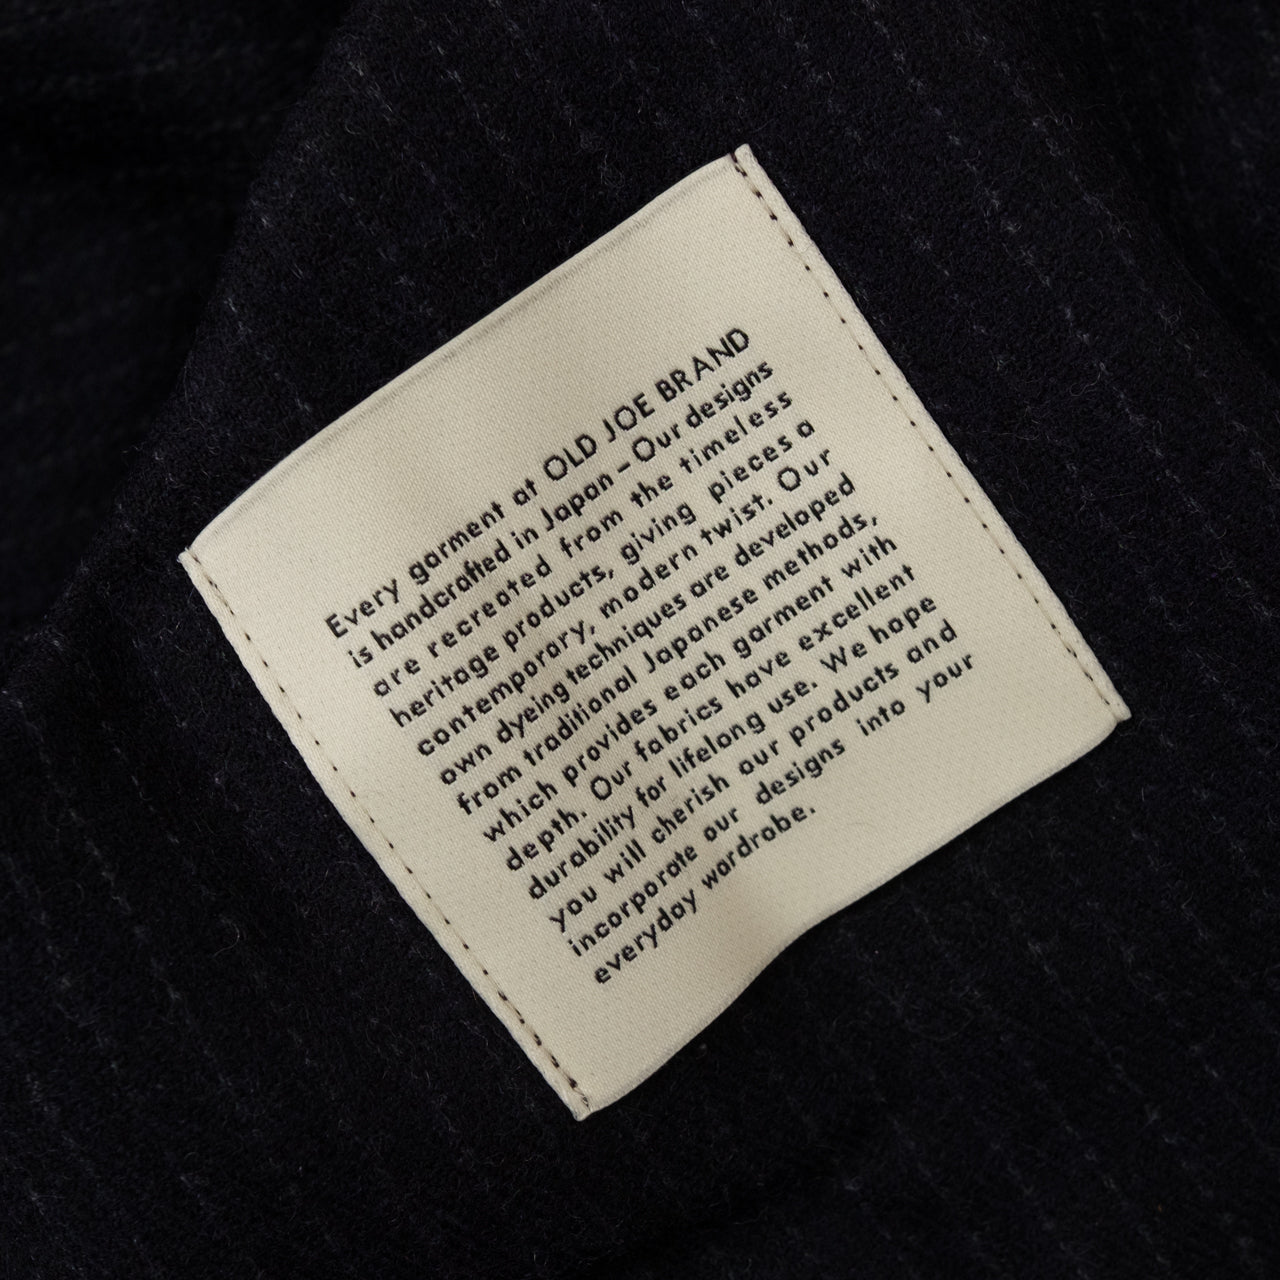 Every garment at OLD JOE BRAND
is handcrafted in Japan – Our designs
are recreated from the timeless
heritage products, giving pieces a
contemporary, modern twist. Our
own dyeing techniques are developed
from traditional Japanese methods,
which provides each garment with
depth. Our fabrics have excellent
durability for lifelong use. We hope
you will cherish our products and
incorporate our designs into your
everyday wardrobe.